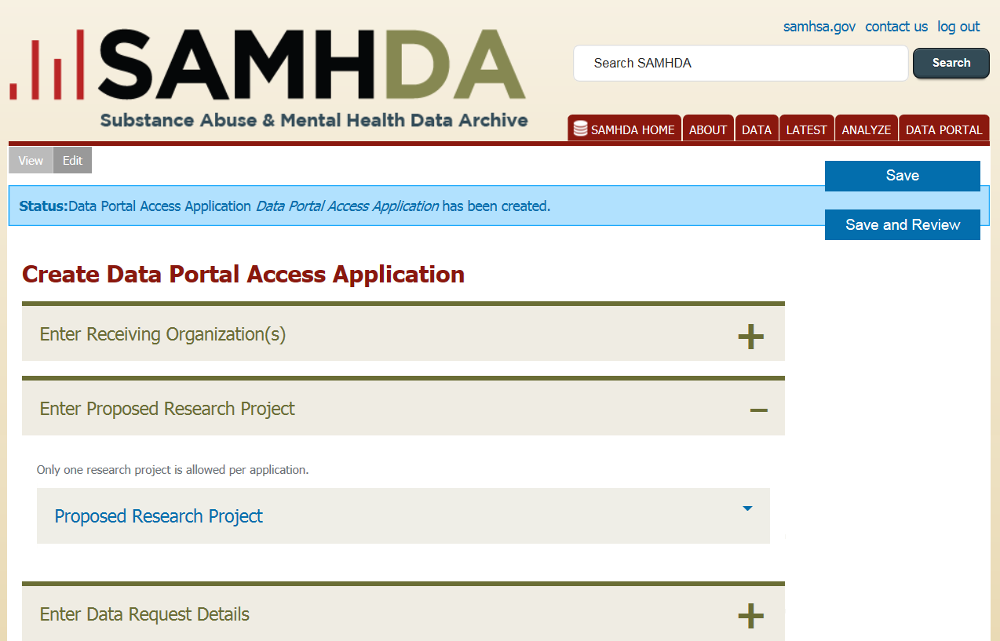 samhsa.gov contact us log out
SAMHDA
Substance Abuse & Mental Health Data Archive
Search SAMHDA Search
SAMHDA HOME ABOUT DATA LATEST ANALYZE DATA PORTAL
View Edit
Save
Status:Data Portal Access Application Data Portal Access Application has been created.
Save and Review
Create Data Portal Access Application
Enter Receiving Organization(s)
Enter Proposed Research Project
Only one research project is allowed per application.
Proposed Research Project
Enter Data Request Details